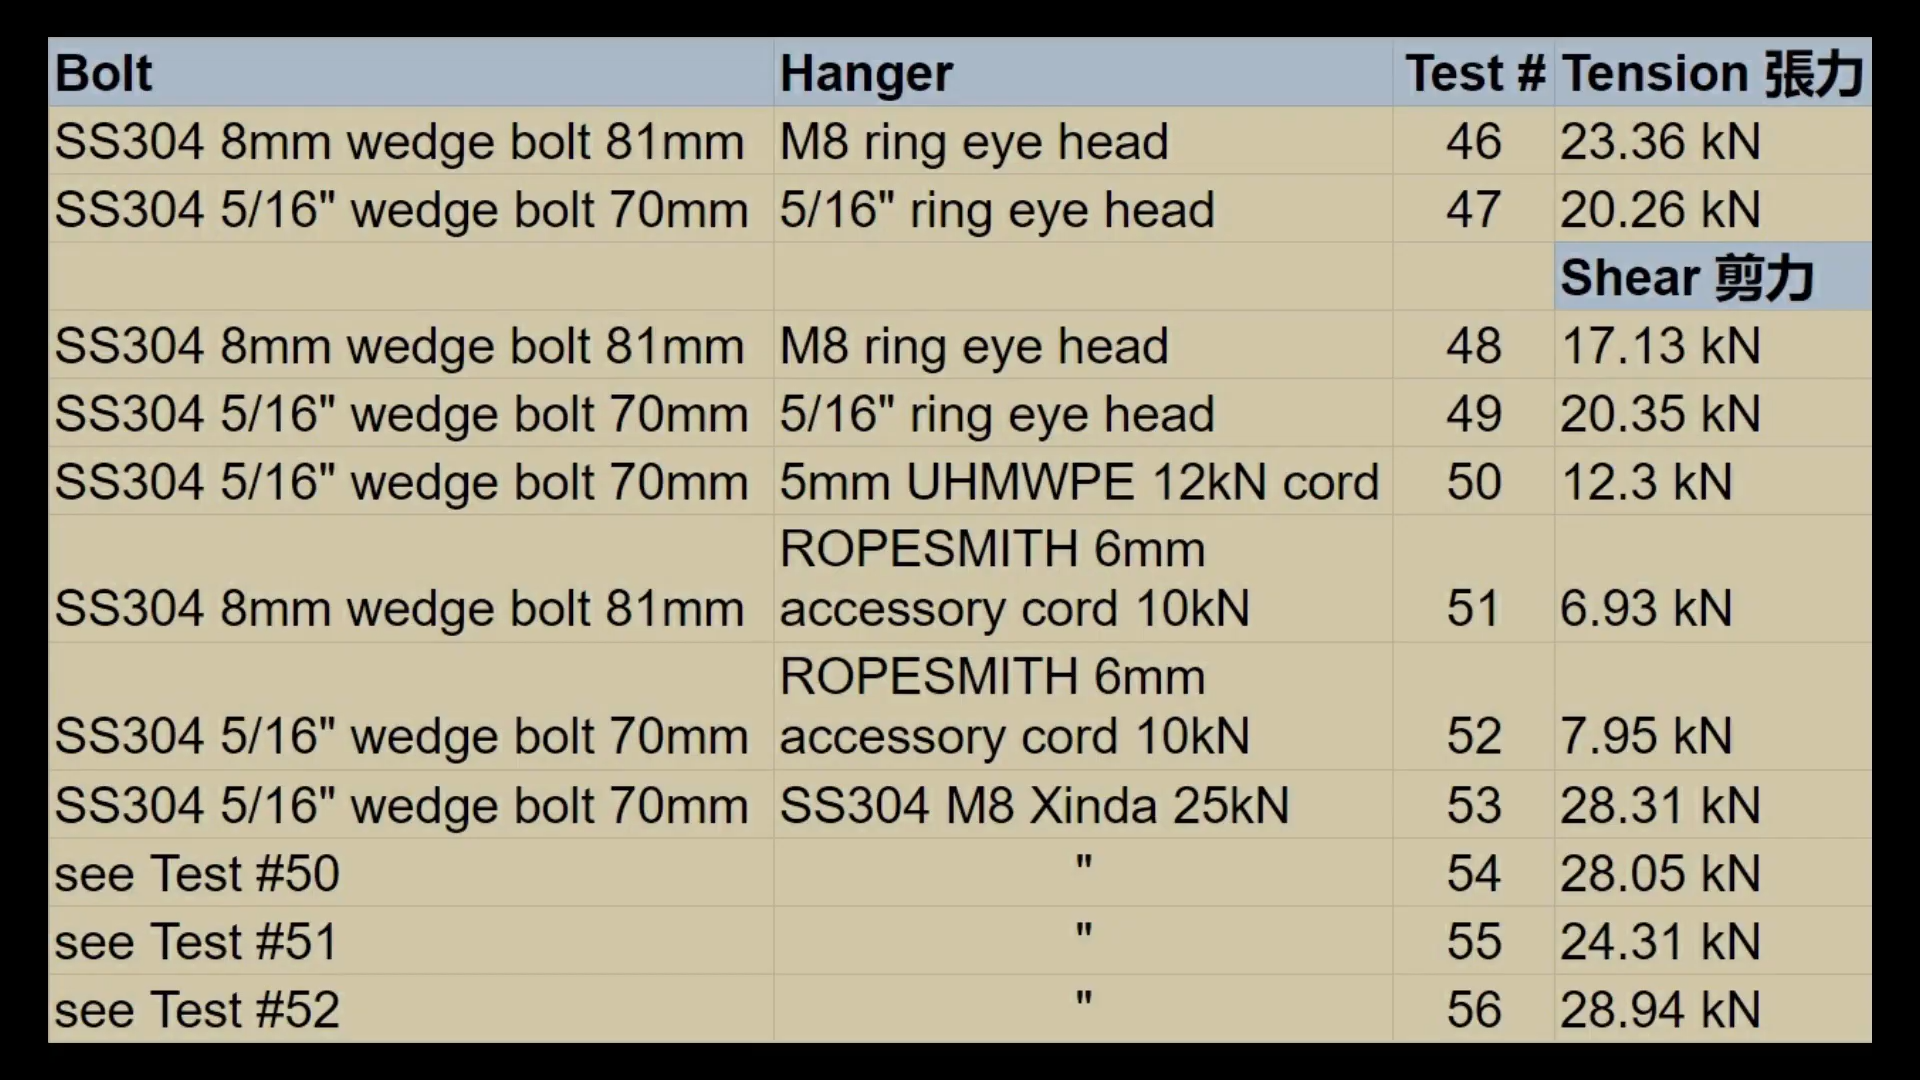 Bolt Hanger Test # Tension 張力
SS304 8mm wedge bolt 81mm M8 ring eye head 46 23.36 kN
SS304 5/16" wedge bolt 70mm 5/16" ring eye head 47 20.26 kN
Shear 剪力
SS304 8mm wedge bolt 81mm M8 ring eye head 48 17.13 kN
SS304 5/16" wedge bolt 70mm 5/16" ring eye head 49 20.35 kN
SS304 5/16" wedge bolt 70mm 5mm UHMWPE 12kN cord 50 12.3 kN
ROPESMITH 6mm
SS304 8mm wedge bolt 81mm accessory cord 10kN 51 6.93 kN
ROPESMITH 6mm
SS304 5/16" wedge bolt 70mm accessory cord 10kN 52 7.95 kN
SS304 5/16" wedge bolt 70mm SS304 M8 Xinda 25kN 53 28.31 kN
see Test #50 " 54 28.05 kN
see Test #51 " 55 24.31 kN
see Test #52 " 56 28.94 kN